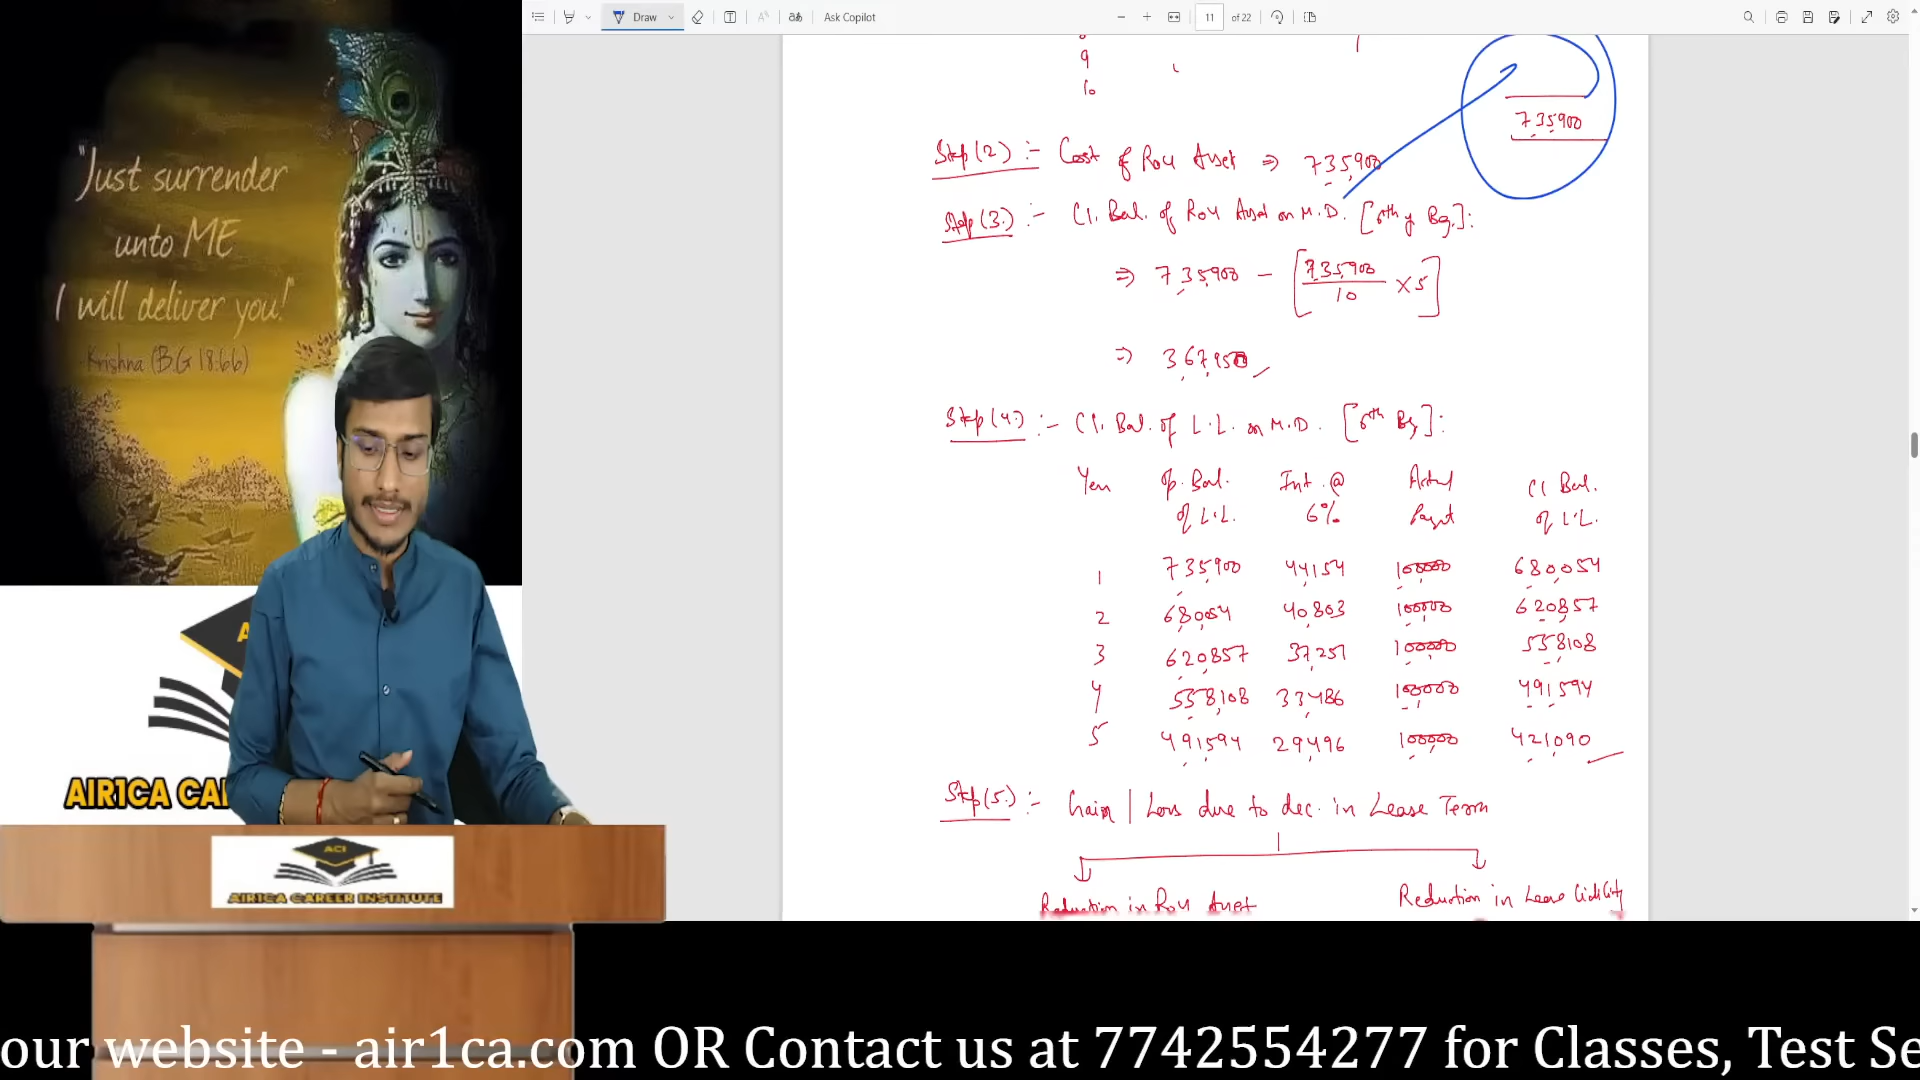 Draw
Ask Copilot
11 of 22
"Just surrender
unto ME
I will deliver you!"
- Krishna (B.G 18:66)
9
10
735900
Step (2) :- Cost of ROU Asset ⇒ 735900
Step (3.) :- Cl. Bal. of ROU Asset on M.D. [6th y Bg.]:
⇒ 735900 - [735900/10 × 5]
⇒ 367950
Step (4.) :- Cl. Bal. of L.L. on M.D. [6th Bg.]:
Year Op. Bal. of L.L. Int. @ 6% Actual Paymt Cl Bal. of L.L.
1 735900 44154 100000 680054
2 680054 40803 100000 620857
3 620857 37251 100000 558108
4 558108 33486 100000 491594
5 491594 29496 100000 421090
Step (5.) :- Gain | Loss due to dec. in Lease Term
Reduction in ROU Asset Reduction in Lease Liability
AIR1CA CA
ACI
AIR1CA CAREER INSTITUTE
our website - air1ca.com OR Contact us at 7742554277 for Classes, Test Se